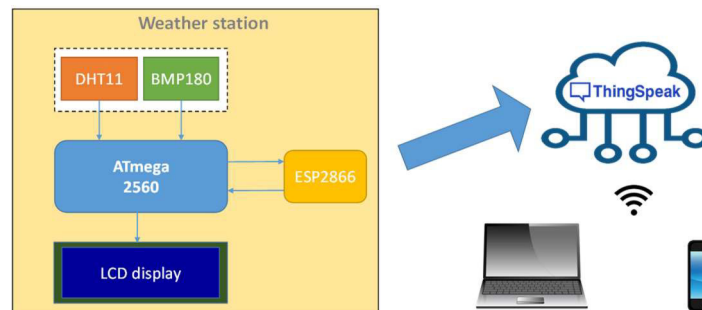 Weather station
DHT11
BMP180
ATmega
2560
ESP2866
LCD display
ThingSpeak